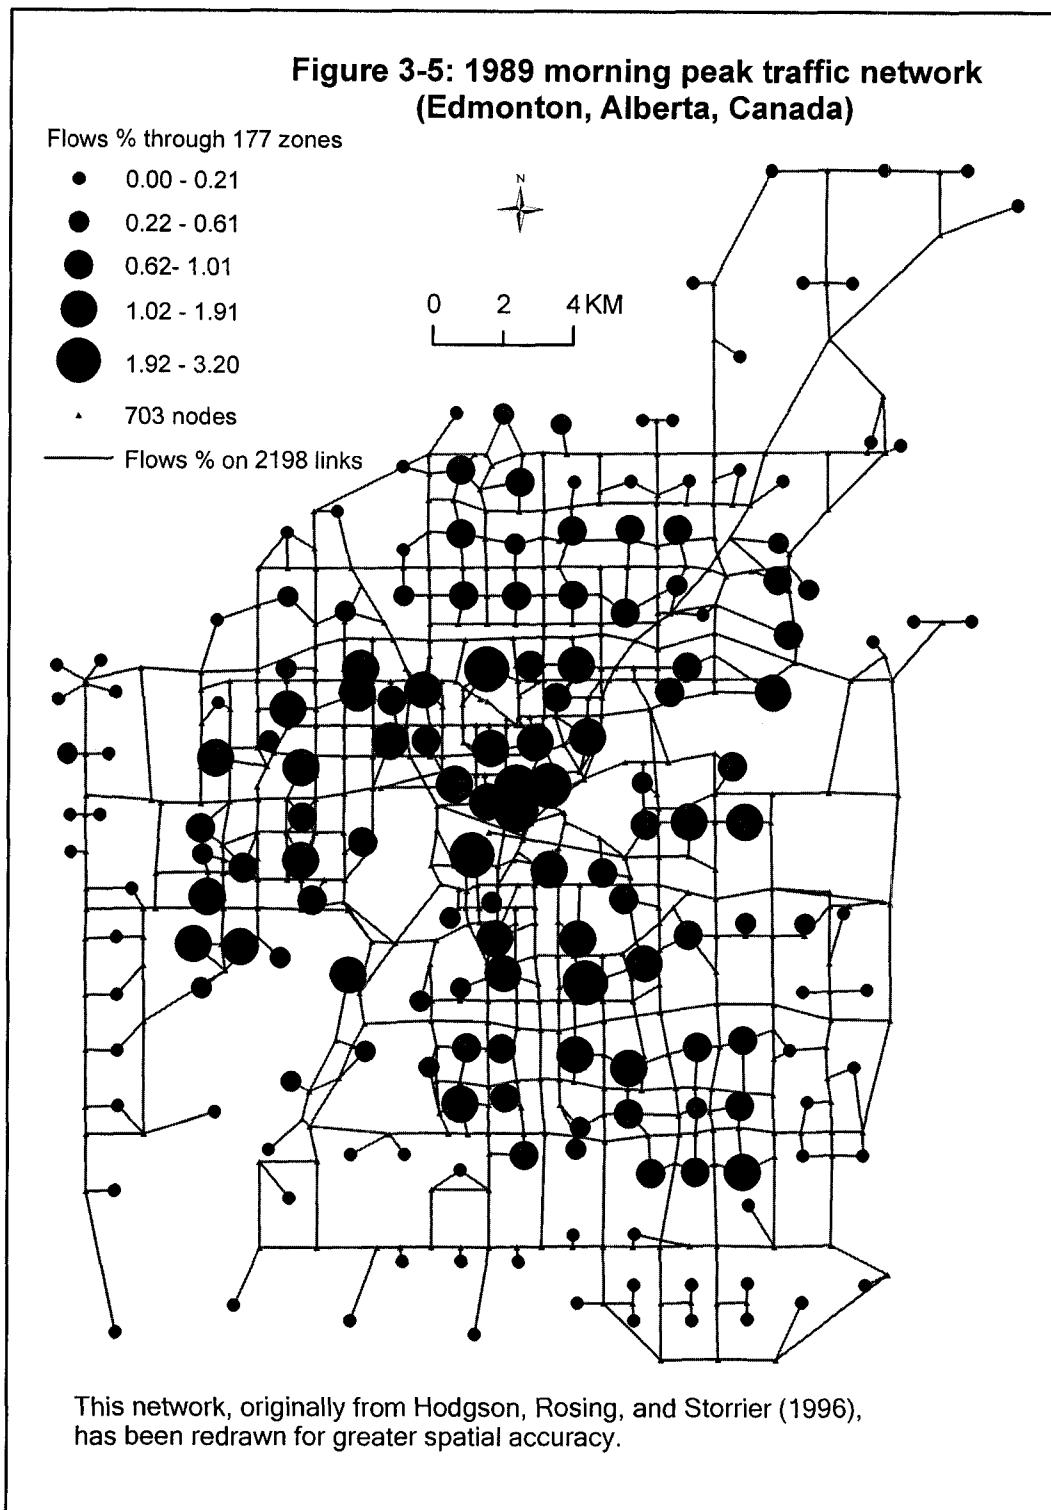 Figure 3-5: 1989 morning peak traffic network
(Edmonton, Alberta, Canada)
Flows % through 177 zones
0.00 - 0.21
0.22 - 0.61
0.62- 1.01
1.02 - 1.91
1.92 - 3.20
703 nodes
Flows % on 2198 links
N
0 2 4 KM
This network, originally from Hodgson, Rosing, and Storrier (1996),
has been redrawn for greater spatial accuracy.